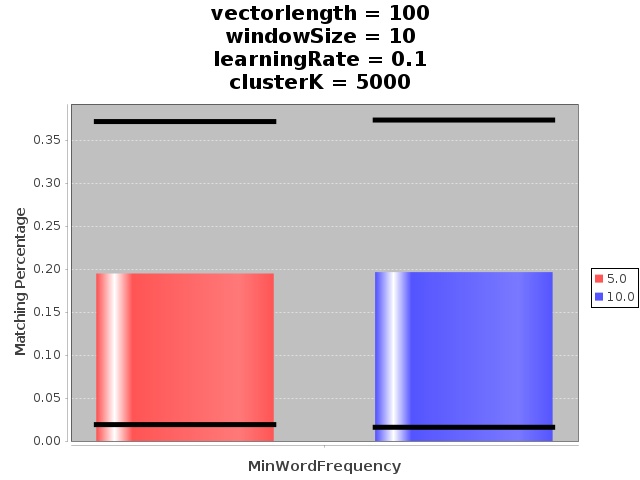 vectorlength = 100
windowSize = 10
learningRate = 0.1
clusterK = 5000
Matching Percentage
0.35
0.30
0.25
0.20
0.15
0.10
0.05
0.00
MinWordFrequency
5.0
10.0